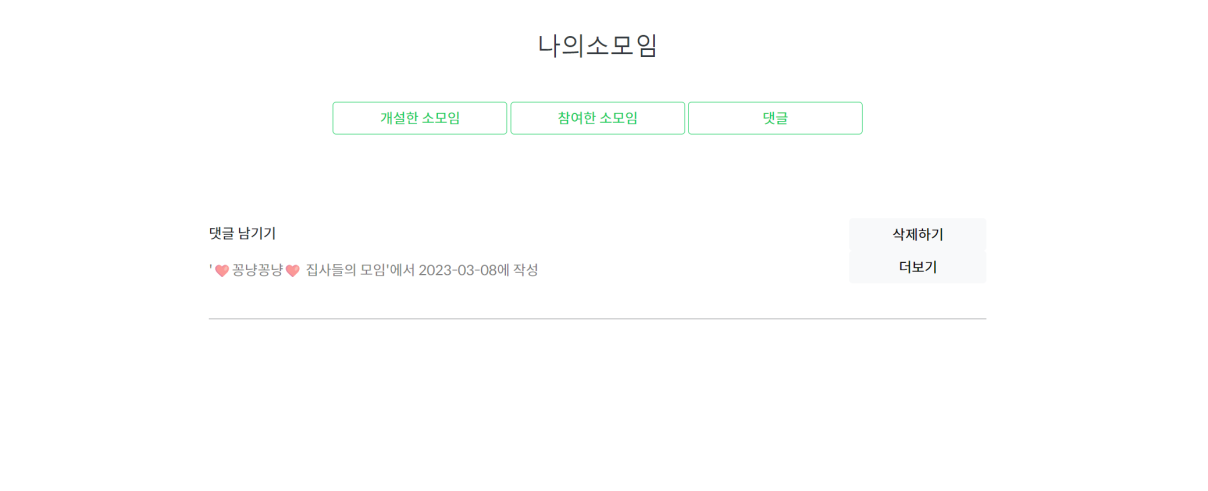 나의소모임
개설한 소모임 참여한 소모임 댓글
댓글 남기기
삭제하기
'💗꽁냥꽁냥💗 집사들의 모임'에서 2023-03-08에 작성
더보기